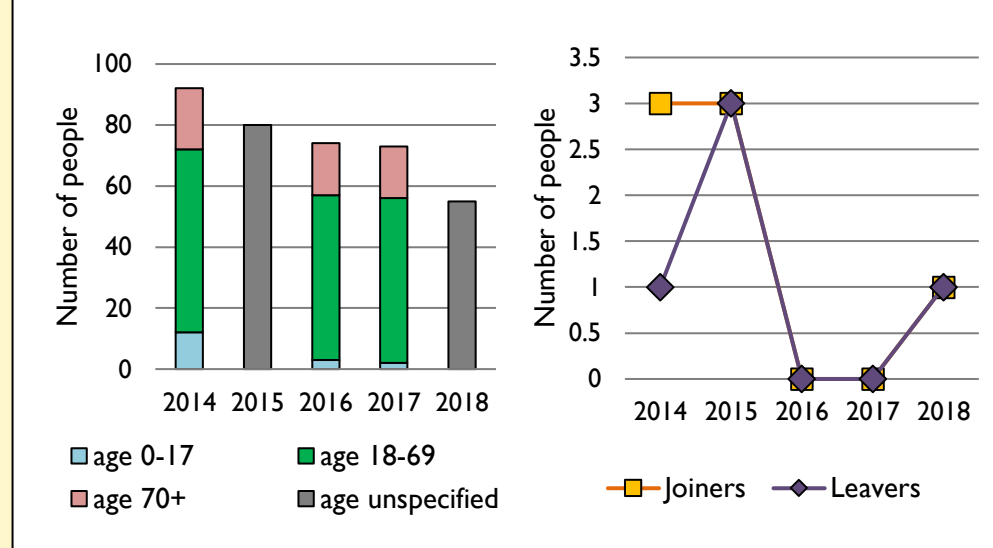 100
80
60
40
20
0
Number of people
2014 2015 2016 2017 2018
age 0-17
age 18-69
age 70+
age unspecified
3.5
3
2.5
2
1.5
1
0.5
0
Number of people
2014 2015 2016 2017 2018
Joiners
Leavers